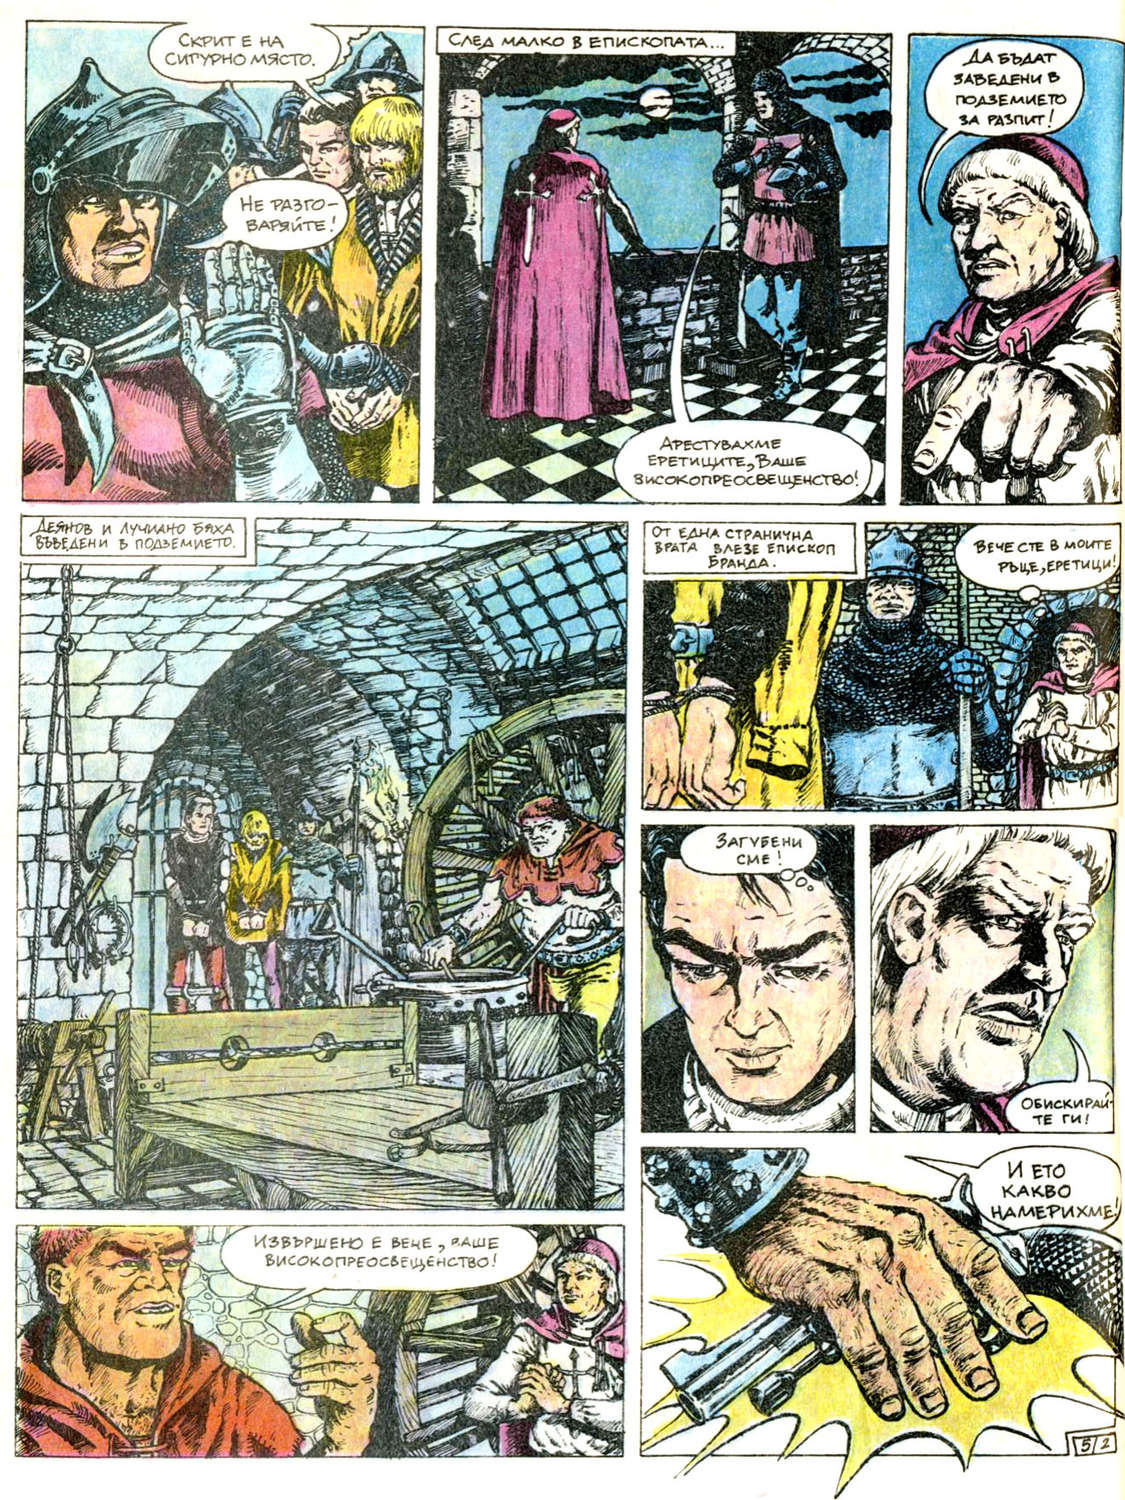 СКРИТ Е НА
СИГУРНО МЯСТО.
НЕ РАЗГО-
ВАРЯЙТЕ!
СЛЕД МАЛКО В ЕПИСКОПАТА...
АРЕСТУВАХМЕ
ЕРЕТИЦИТЕ, ВАШЕ
ВИСОКОПРЕОСВЕЩЕНСТВО!
ДА БЪДАТ
ЗАВЕДЕНИ В
ПОДЗЕМИЕТО
ЗА РАЗПИТ!
ДЕЯНОВ И ЛУЧИАНО БЯХА
ВЪВЕДЕНИ В ПОДЗЕМИЕТО.
ОТ ЕДНА СТРАНИЧНА
ВРАТА ВЛЕЗЕ ЕПИСКОП
БРАНДА.
ВЕЧЕ СТЕ В МОИТЕ
РЪЦЕ, ЕРЕТИЦИ!
ЗАГУБЕНИ
СМЕ!
ОБИСКИРАЙ-
ТЕ ГИ!
ИЗВЪРШЕНО Е ВЕЧЕ, ВАШЕ
ВИСОКОПРЕОСВЕЩЕНСТВО!
И ЕТО
КАКВО
НАМЕРИХМЕ!
5/2